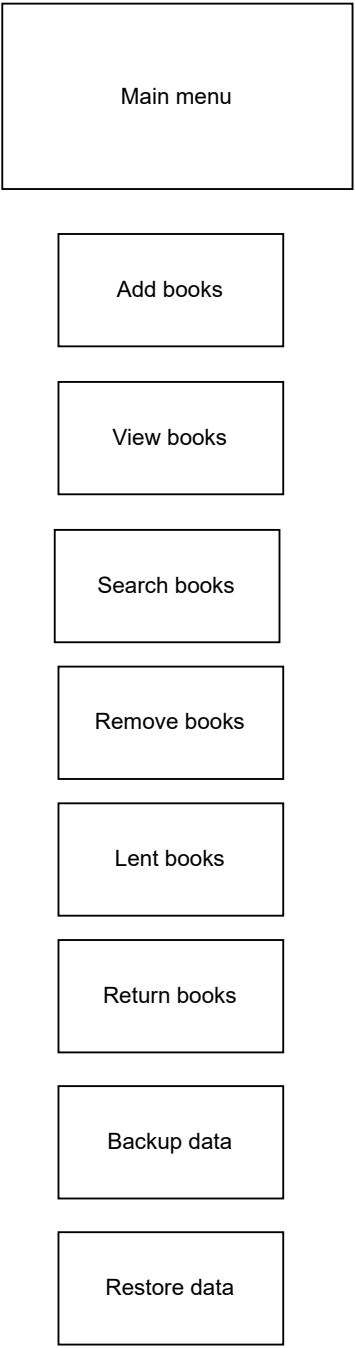 Main menu
Add books
View books
Search books
Remove books
Lent books
Return books
Backup data
Restore data